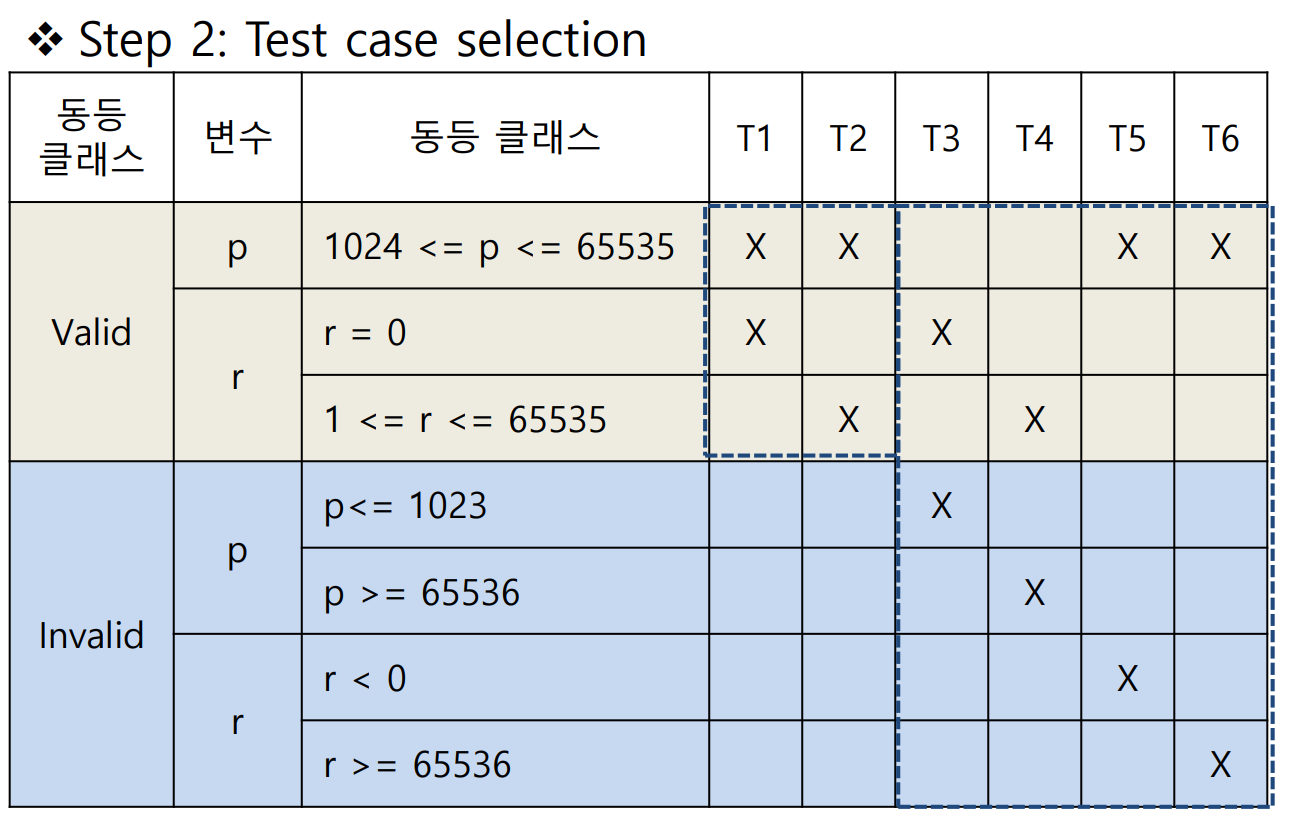 ❖ Step 2: Test case selection
동등 클래스 변수 동등 클래스 T1 T2 T3 T4 T5 T6
Valid p 1024 <= p <= 65535 X X X X
r r = 0 X X
1 <= r <= 65535 X X
Invalid p p<= 1023 X
p >= 65536 X
r r < 0 X
r >= 65536 X